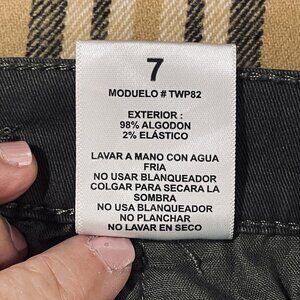 7
MODUELO # TWP82
EXTERIOR :
98% ALGODON
2% ELÁSTICO
LAVAR A MANO CON AGUA
FRIA
NO USAR BLANQUEADOR
COLGAR PARA SECARA LA
SOMBRA
NO USAR BLANQUEADOR
NO PLANCHAR
NO LAVAR EN SECO